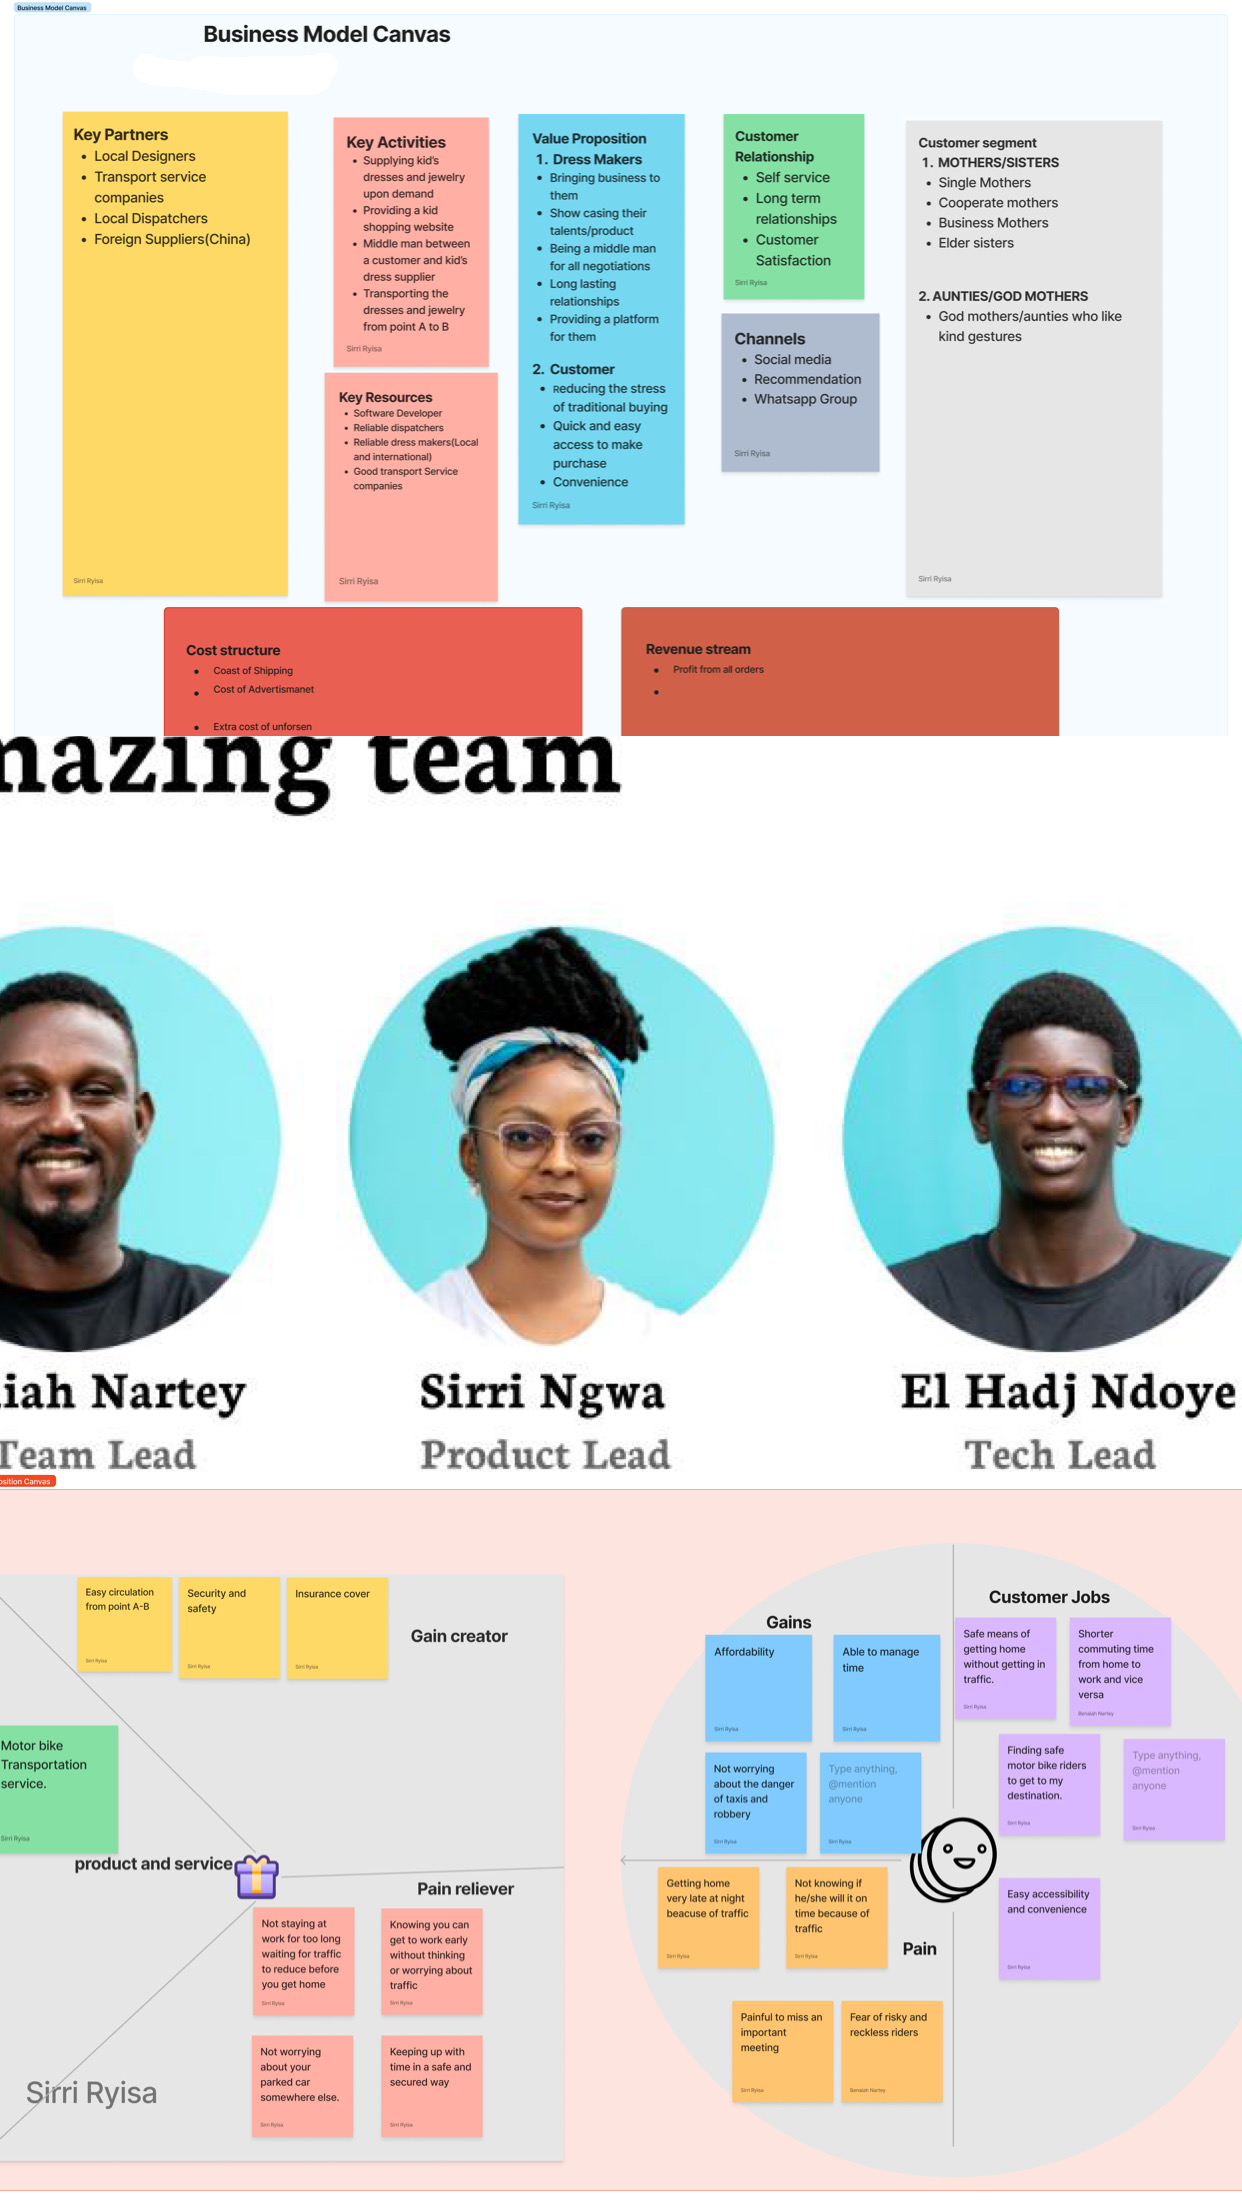 Business Model Canvas
Business Model Canvas
Key Partners
Local Designers
Transport service
companies
Local Dispatchers
Foreign Suppliers(China)
Sirri Ryisa
Key Activities
Supplying kid's
dresses and jewelry
upon demand
Providing a kid
shopping website
Middle man between
a customer and kid's
dress supplier
Transporting the
dresses and jewelry
from point A to B
Sirri Ryisa
Key Resources
Software Developer
Reliable dispatchers
Reliable dress makers(Local
and international)
Good transport Service
companies
Sirri Ryisa
Value Proposition
1. Dress Makers
Bringing business to
them
Show casing their
talents/product
Being a middle man
for all negotiations
Long lasting
relationships
Providing a platform
for them
2. Customer
Reducing the stress
of traditional buying
Quick and easy
access to make
purchase
Convenience
Sirri Ryisa
Customer
Relationship
Self service
Long term
relationships
Customer
Satisfaction
Sirri Ryisa
Channels
Social media
Recommendation
Whatsapp Group
Sirri Ryisa
Customer segment
1. MOTHERS/SISTERS
Single Mothers
Cooperate mothers
Business Mothers
Elder sisters
2. AUNTIES/GOD MOTHERS
God mothers/aunties who like
kind gestures
Sirri Ryisa
Cost structure
Coast of Shipping
Cost of Advertismanet
Extra cost of unforsen
Revenue stream
Profit from all orders
mazing team
iah Nartey
Team Lead
Sirri Ngwa
Product Lead
El Hadj Ndoye
Tech Lead
osition Canvas
Easy circulation
from point A-B
Sirri Ryisa
Security and
safety
Sirri Ryisa
Insurance cover
Sirri Ryisa
Gain creator
Motor bike
Transportation
service.
Sirri Ryisa
product and service
Pain reliever
Not staying at
work for too long
waiting for traffic
to reduce before
you get home
Sirri Ryisa
Knowing you can
get to work early
without thinking
or worrying about
traffic
Sirri Ryisa
Not worrying
about your
parked car
somewhere else.
Sirri Ryisa
Keeping up with
time in a safe and
secured way
Sirri Ryisa
Sirri Ryisa
Gains
Affordability
Sirri Ryisa
Able to manage
time
Sirri Ryisa
Not worrying
about the danger
of taxis and
robbery
Sirri Ryisa
Type anything,
@mention
anyone
Sirri Ryisa
Customer Jobs
Safe means of
getting home
without getting in
traffic.
Sirri Ryisa
Shorter
commuting time
from home to
work and vice
versa
Benaiah Nartey
Finding safe
motor bike riders
to get to my
destination.
Sirri Ryisa
Type anything,
@mention
anyone
Sirri Ryisa
Easy accessibility
and convenience
Sirri Ryisa
Getting home
very late at night
beacuse of traffic
Sirri Ryisa
Not knowing if
he/she will it on
time because of
traffic
Sirri Ryisa
Pain
Painful to miss an
important
meeting
Sirri Ryisa
Fear of risky and
reckless riders
Benaiah Nartey